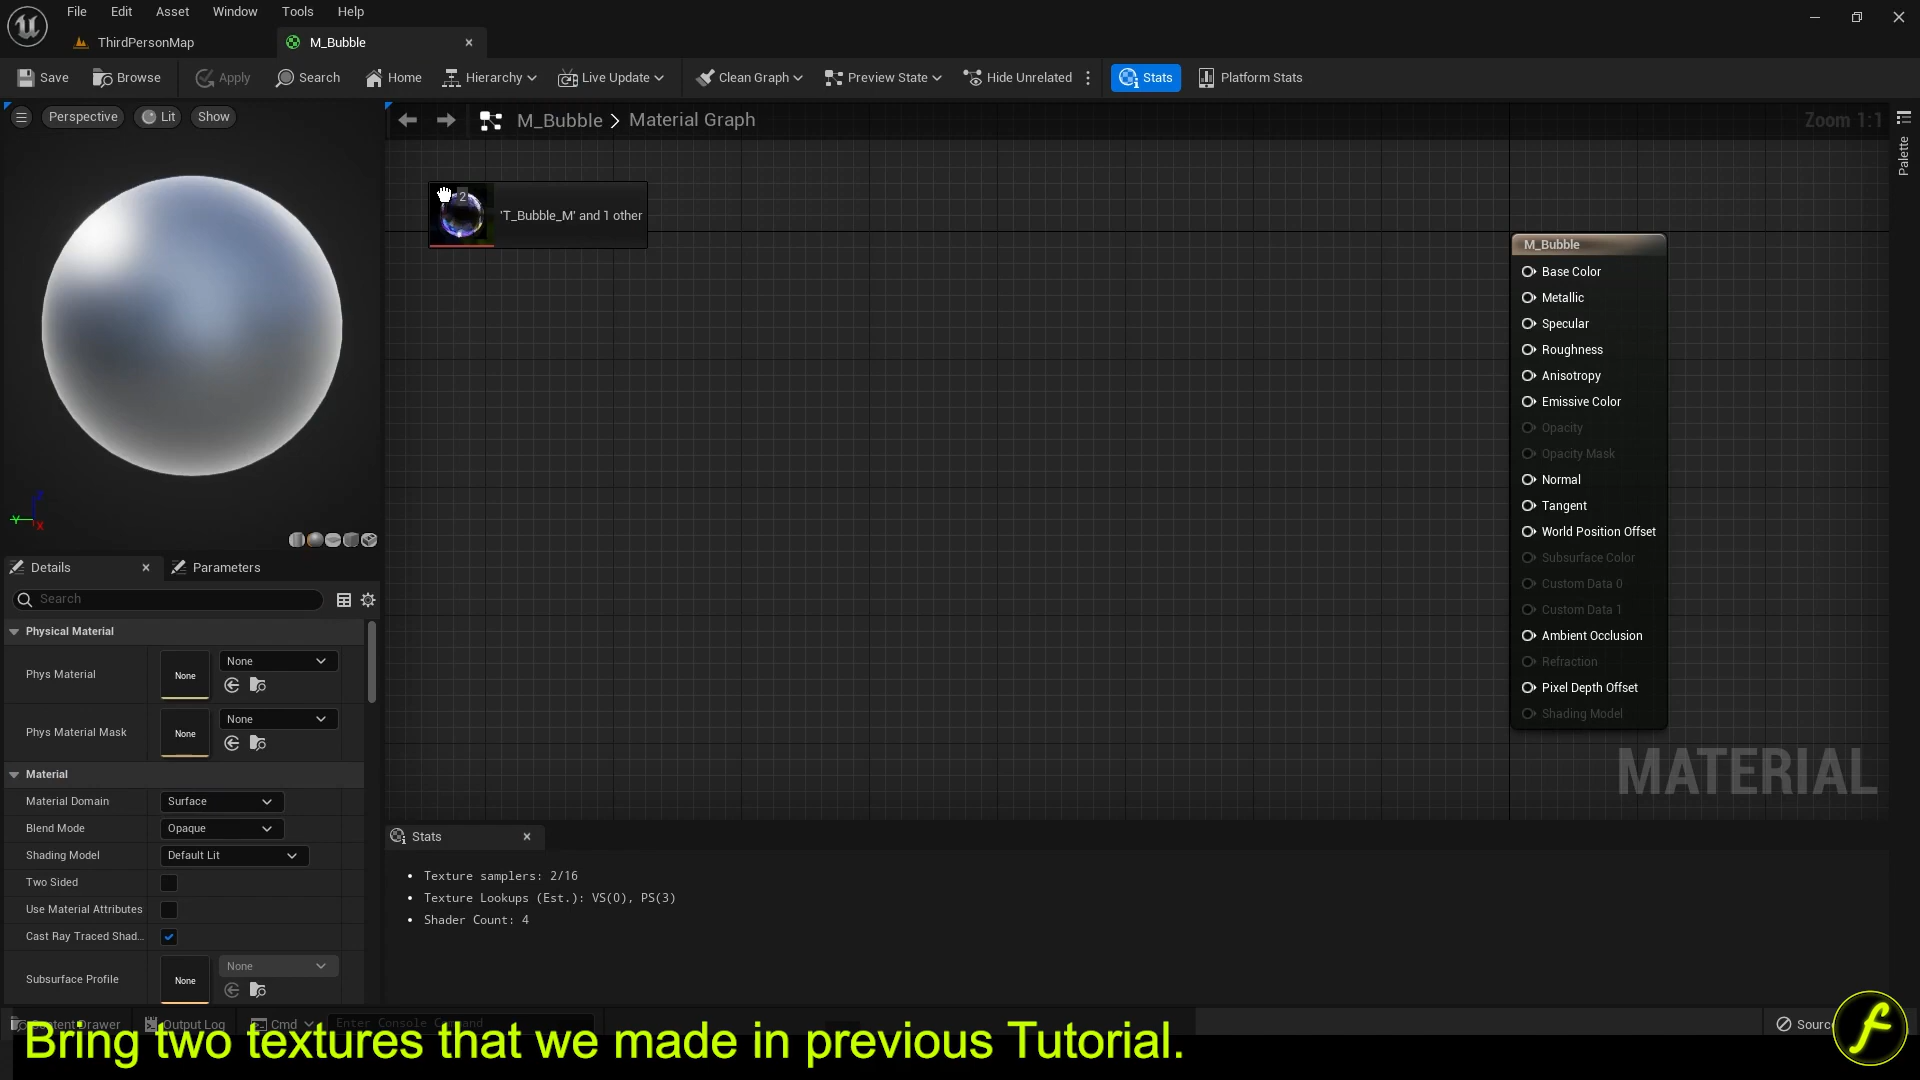 File Edit Asset Window Tools Help
ThirdPersonMap
M_Bubble
Save Browse Apply Search Home Hierarchy Live Update Clean Graph Preview State Hide Unrelated Stats Platform Stats
Perspective Lit Show
M_Bubble > Material Graph
Zoom 1:1
Palette
2
'T_Bubble_M' and 1 other
M_Bubble
Base Color
Metallic
Specular
Roughness
Anisotropy
Emissive Color
Opacity
Opacity Mask
Normal
Tangent
World Position Offset
Subsurface Color
Custom Data 0
Custom Data 1
Ambient Occlusion
Refraction
Pixel Depth Offset
Shading Model
MATERIAL
Y
X
Details
Parameters
Search
Physical Material
Phys Material None None
Phys Material Mask None None
Material
Material Domain Surface
Blend Mode Opaque
Shading Model Default Lit
Two Sided
Use Material Attributes
Cast Ray Traced Shad...
Subsurface Profile None None
Stats
Texture samplers: 2/16
Texture Lookups (Est.): VS(0), PS(3)
Shader Count: 4
Content Drawer Output Log Cmd Enter Console Command
Sourc
Bring two textures that we made in previous Tutorial.
f